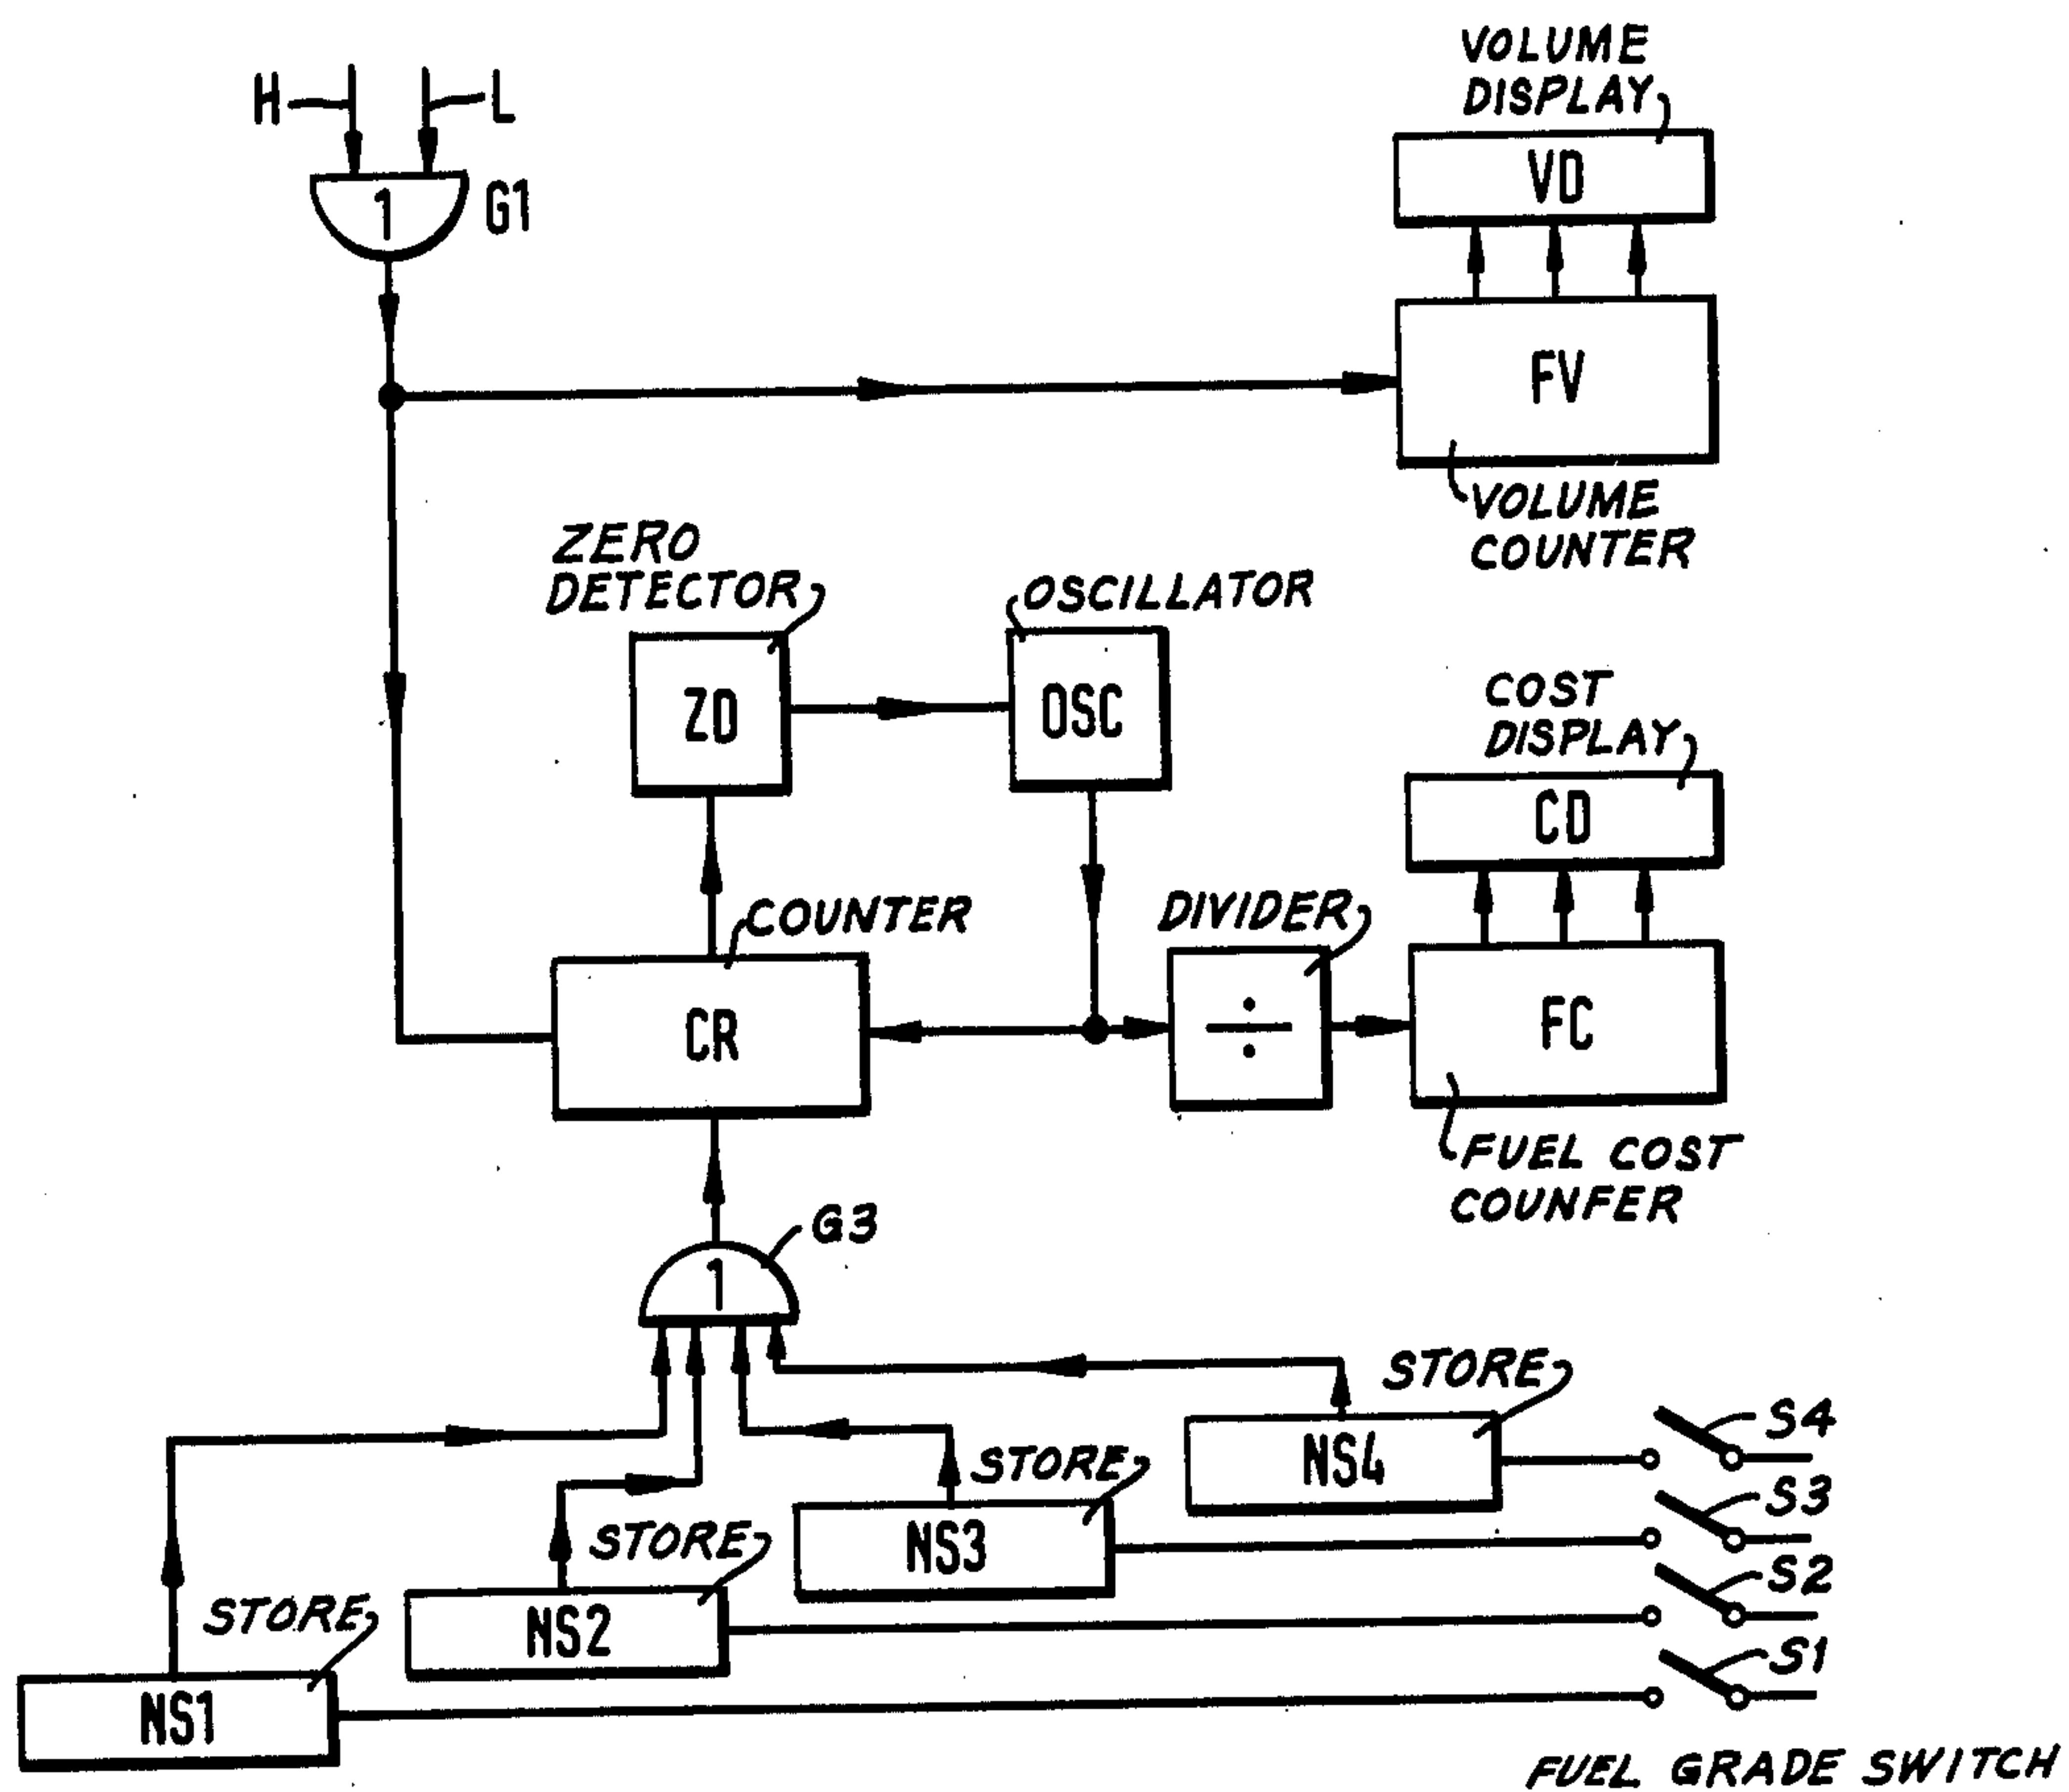 VOLUME
DISPLAY
H
L
1
G1
VD
FV
VOLUME
COUNTER
ZERO
DETECTOR
OSCILLATOR
ZD
OSC
COST
DISPLAY
CD
COUNTER
DIVIDER
CR
÷
FC
FUEL COST
COUNFER
G3
1
STORE
NS4
S4
STORE
NS3
S3
STORE
NS2
S2
STORE
NS1
S1
FUEL GRADE SWITCH